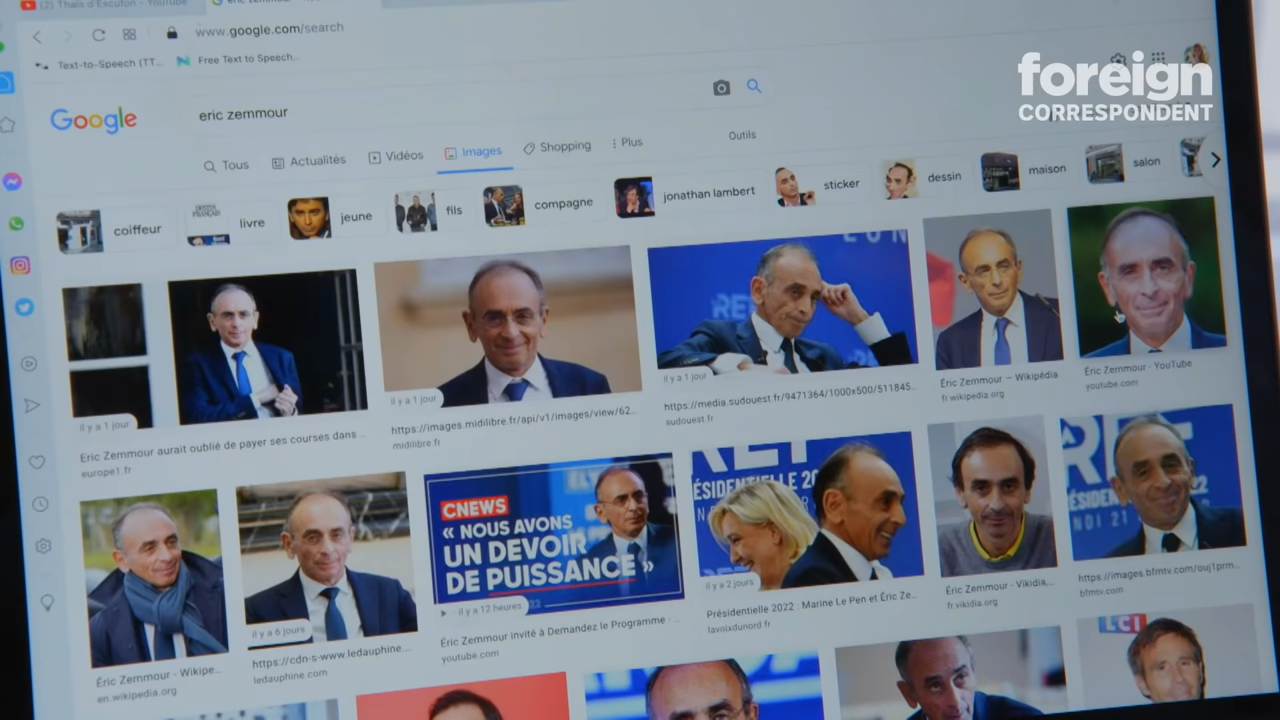 (2) Thaïs d'Escufon - YouTube
www.google.com/search
Text-to-Speech (TT...
Free Text to Speech...
foreign
CORRESPONDENT
Google
eric zemmour
Tous
Actualités
Vidéos
Images
Shopping
Plus
Outils
coiffeur
livre
jeune
fils
compagne
jonathan lambert
sticker
dessin
maison
salon
il y a 1 jour
Eric Zemmour aurait oublié de payer ses courses dans ...
europe1.fr
il y a 1 jour
https://images.midilibre.fr/api/v1/images/view/62...
midilibre.fr
il y a 1 jour
https://media.sudouest.fr/9471364/1000x500/511845...
sudouest.fr
Éric Zemmour — Wikipédia
fr.wikipedia.org
Éric Zemmour - YouTube
youtube.com
Éric Zemmour - Wikipe...
en.wikipedia.org
il y a 6 jours
https://cdn-s-www.ledauphine...
ledauphine.com
CNEWS
« NOUS AVONS
UN DEVOIR
DE PUISSANCE »
il y a 12 heures
Éric Zemmour invité à Demandez le Programme - ...
youtube.com
il y a 2 jours
Présidentielle 2022 : Marine Le Pen et Éric Ze...
lavoixdunord.fr
Éric Zemmour - Vikidia,...
fr.vikidia.org
https://images.bfmtv.com/ouj1prm...
bfmtv.com
LCI